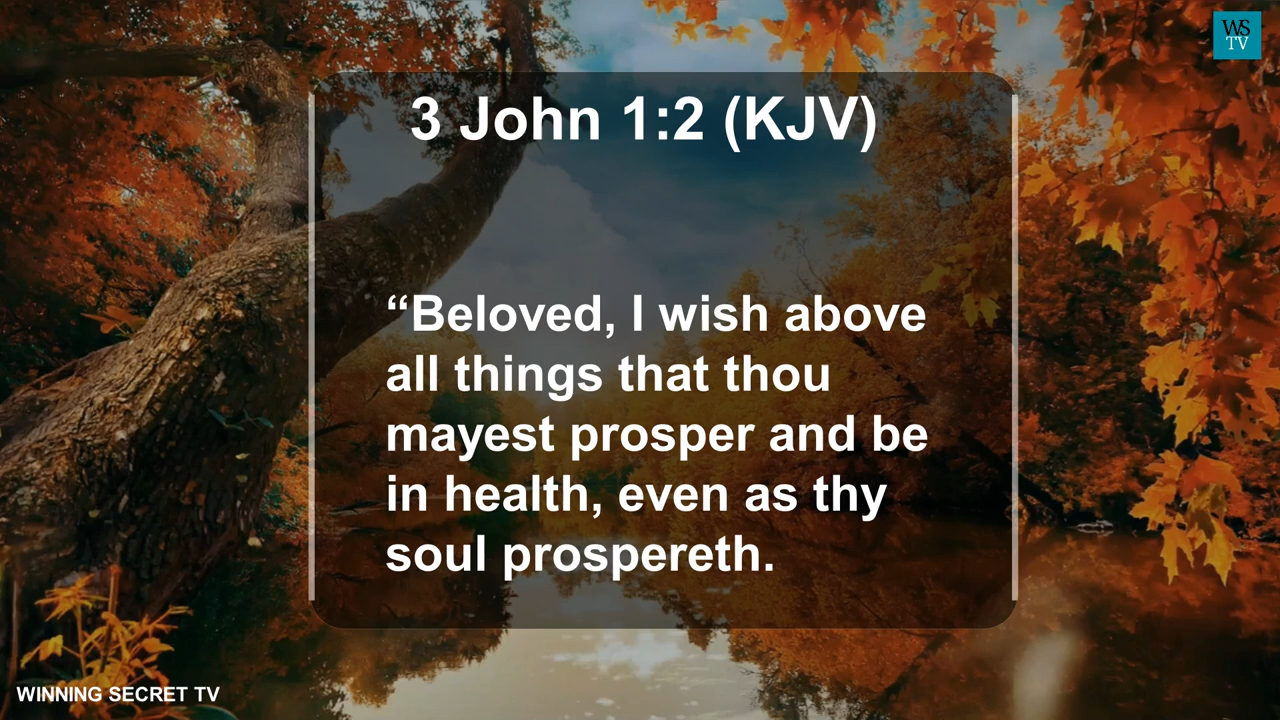 WS
TV
3 John 1:2 (KJV)
“Beloved, I wish above
all things that thou
mayest prosper and be
in health, even as thy
soul prospereth.
WINNING SECRET TV